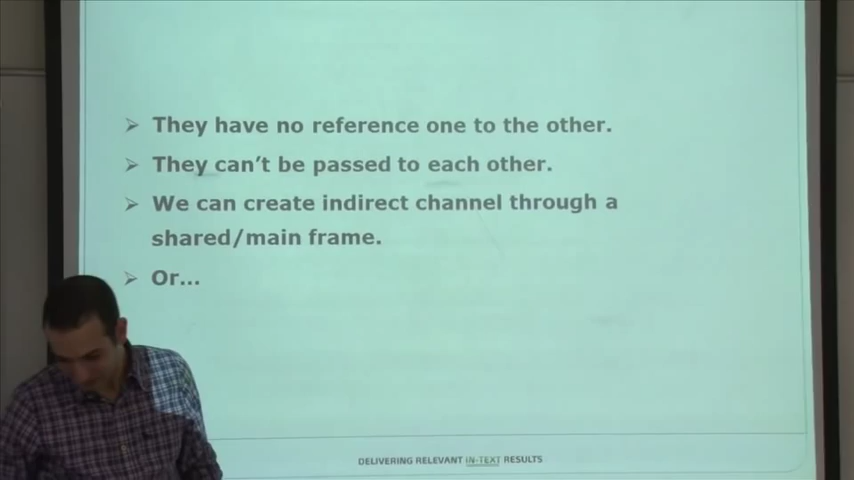 They have no reference one to the other.
They can't be passed to each other.
We can create indirect channel through a
shared/main frame.
Or...
DELIVERING RELEVANT IN-TEXT RESULTS